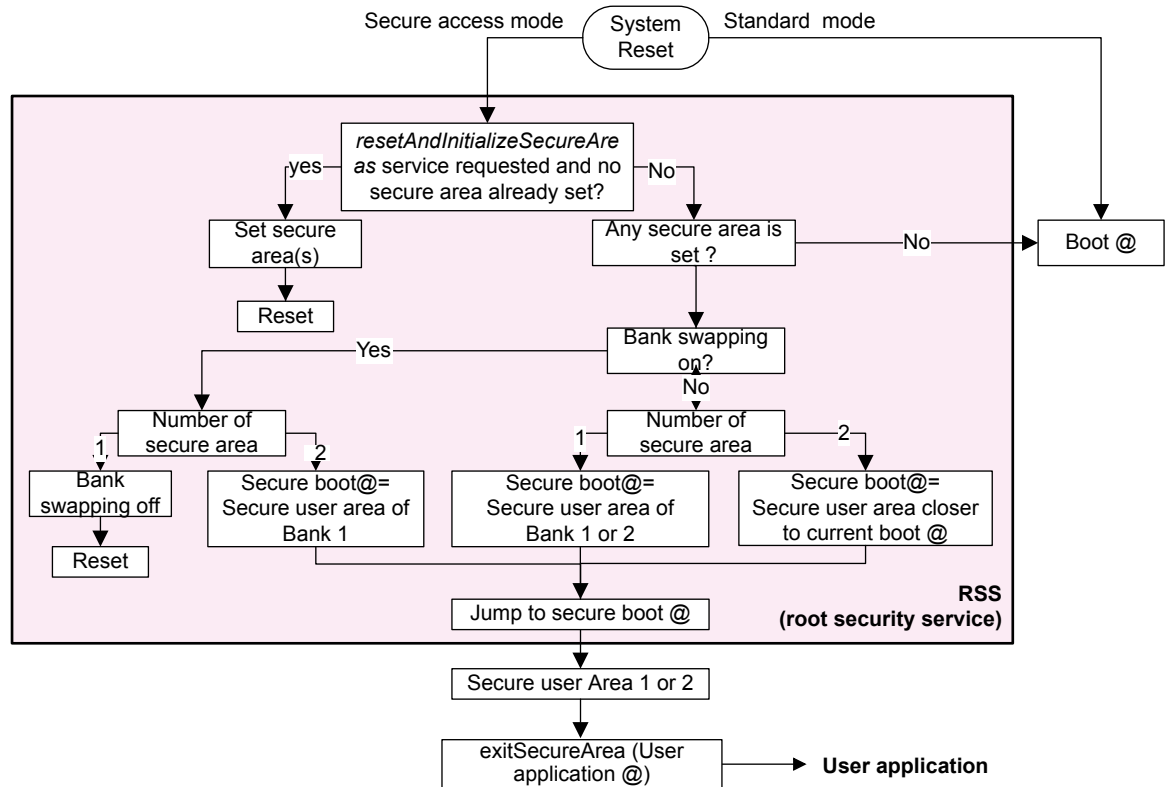 Secure access mode
System
Reset
Standard mode
resetAndInitializeSecureAre
as service requested and no
secure area already set?
yes
No
Set secure
area(s)
Any secure area is
set ?
No
Boot @
Reset
Bank swapping
on?
Yes
No
Number of
secure area
1
2
Number of
secure area
1
2
Bank
swapping off
Secure boot@=
Secure user area of
Bank 1
Secure boot@=
Secure user area of
Bank 1 or 2
Secure boot@=
Secure user area closer
to current boot @
Reset
Jump to secure boot @
RSS
(root security service)
Secure user Area 1 or 2
exitSecureArea (User
application @)
User application